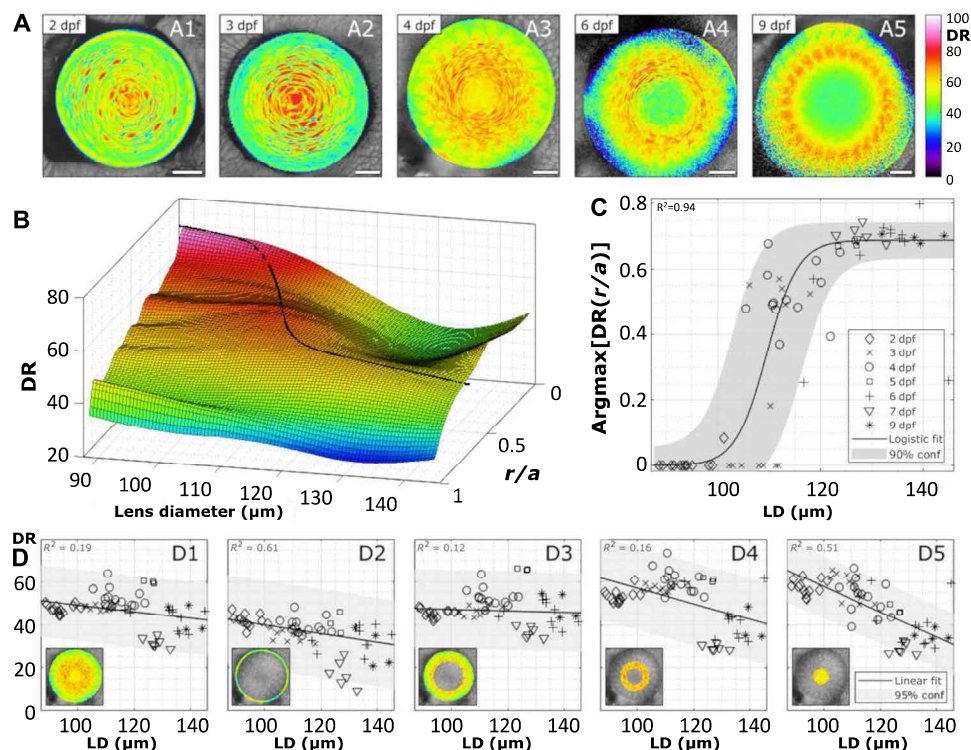 A
2 dpf
A1
3 dpf
A2
4 dpf
A3
6 dpf
A4
9 dpf
A5
100
DR
80
60
40
20
0
B
DR
80
60
40
20
90
100
110
120
130
140
Lens diameter (µm)
0
0.5
1
r/a
C
R²=0.94
Argmax[DR(r/a)]
0.8
0.6
0.4
0.2
0
100
120
140
LD (µm)
2 dpf
3 dpf
4 dpf
5 dpf
6 dpf
7 dpf
9 dpf
Logistic fit
90% conf
DR
D
R² = 0.19
D1
R² = 0.61
D2
R² = 0.12
D3
R² = 0.16
D4
R² = 0.51
D5
60
40
20
0
Linear fit
95% conf
100 120 140
100 120 140
100 120 140
100 120 140
100 120 140
LD (µm)
LD (µm)
LD (µm)
LD (µm)
LD (µm)